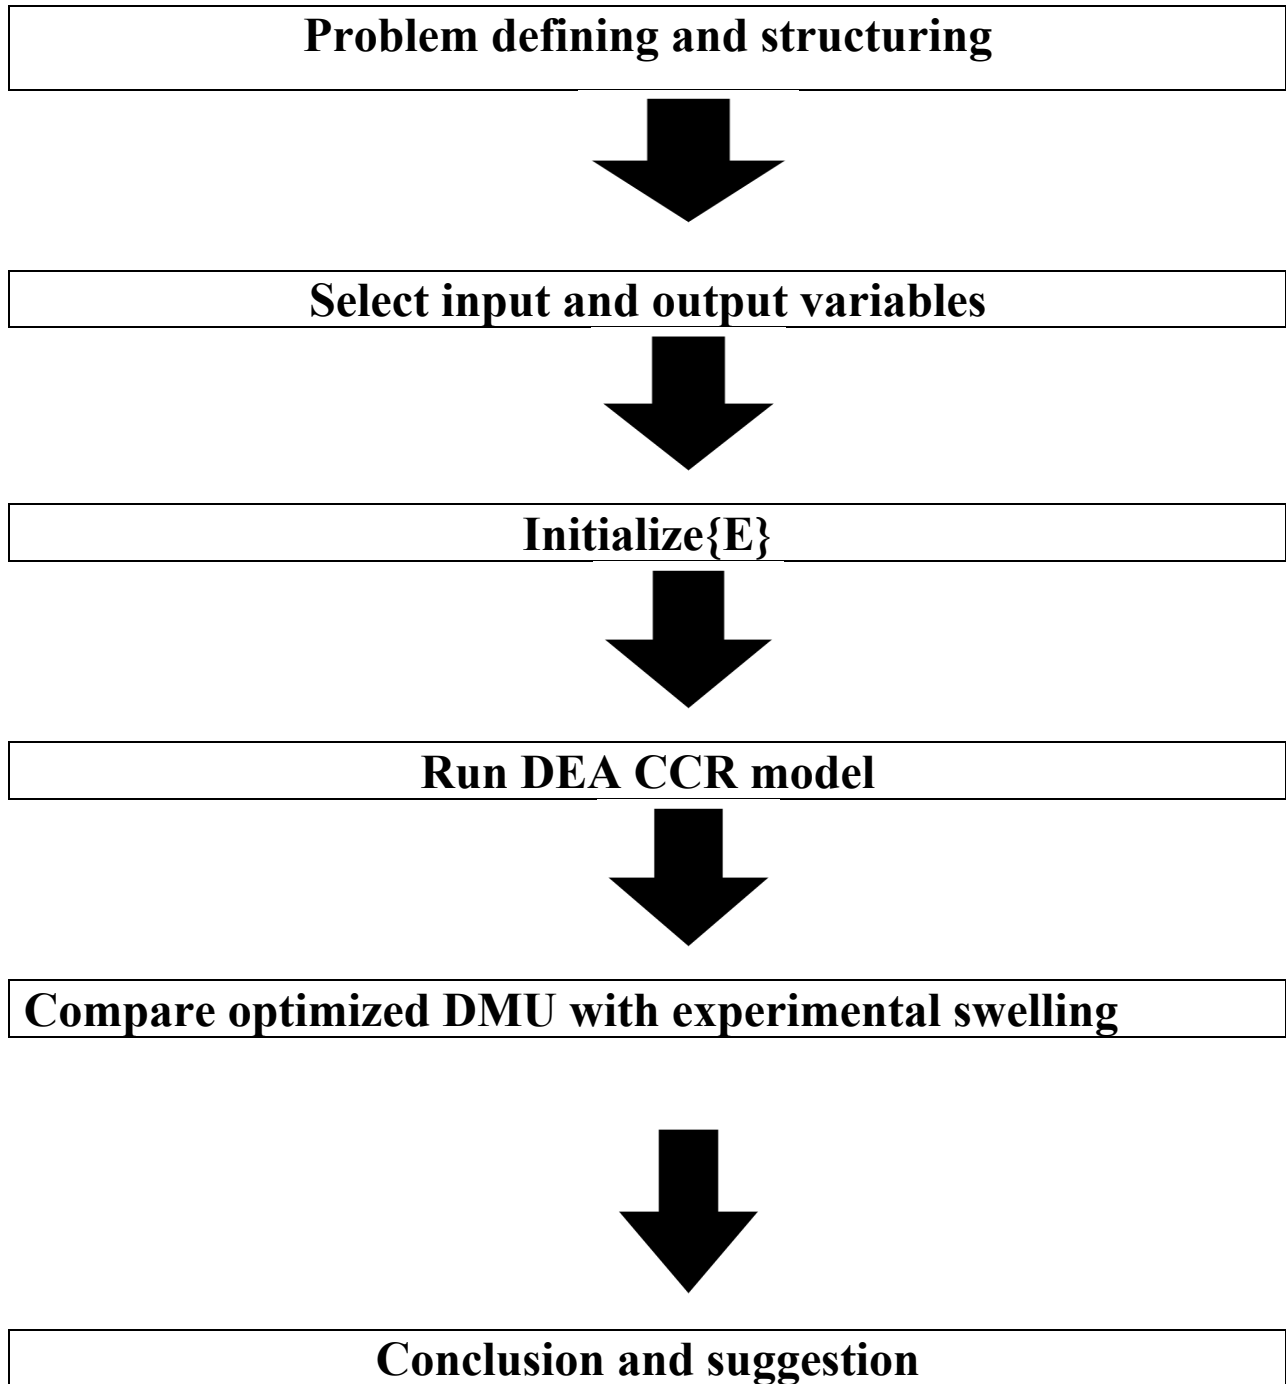 Problem defining and structuring
Select input and output variables
Initialize{E}
Run DEA CCR model
Compare optimized DMU with experimental swelling
Conclusion and suggestion